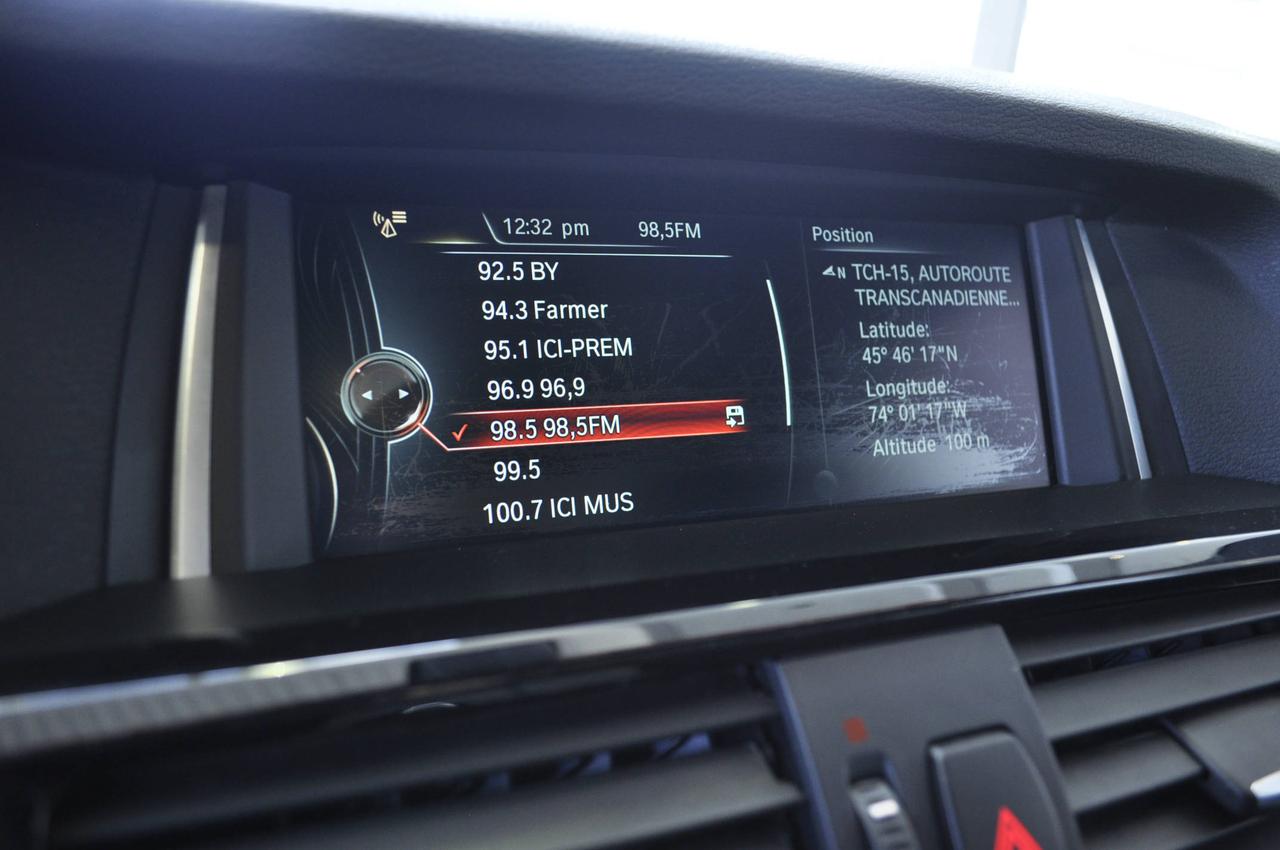 12:32 pm 98,5FM
92.5 BY
94.3 Farmer
95.1 ICI-PREM
96.9 96,9
98.5 98,5FM
99.5
100.7 ICI MUS
Position
N TCH-15, AUTOROUTE
TRANSCANADIENNE...
Latitude:
45° 46' 17"N
Longitude:
74° 01' 17"W
Altitude 100 m